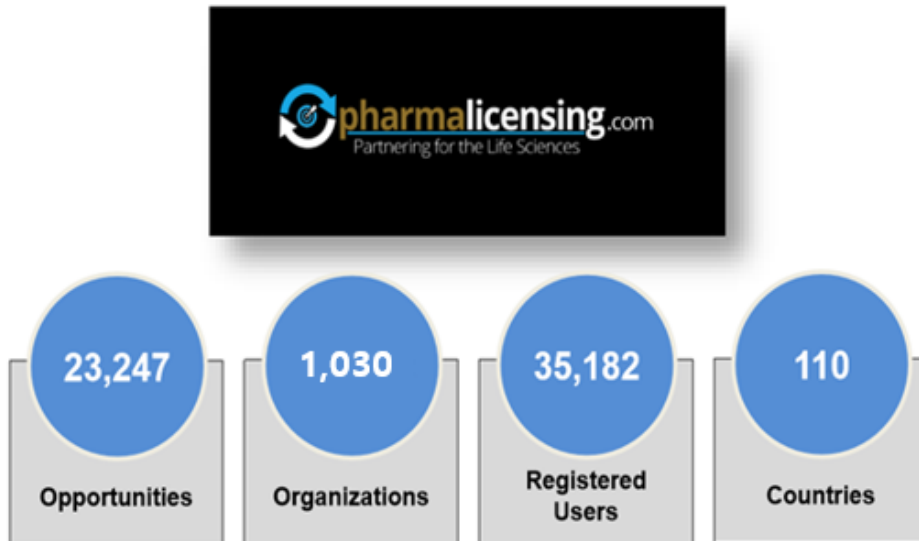 pharmalicensing.com
Partnering for the Life Sciences
23,247
Opportunities
1,030
Organizations
35,182
Registered
Users
110
Countries